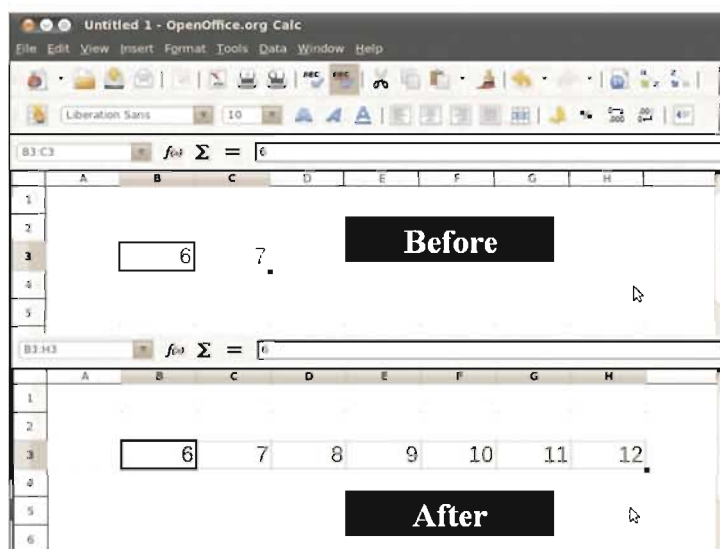 Untitled 1 - OpenOffice.org Calc
File Edit View Insert Format Tools Data Window Help
Liberation Sans 10
B3:C3 f(x) Σ = 6
A B C D E F G H
1
2
Before
3 6 7
4
5
B3:H3 f(x) Σ = 6
A B C D E F G H
1
2
3 6 7 8 9 10 11 12
4
5
After
6